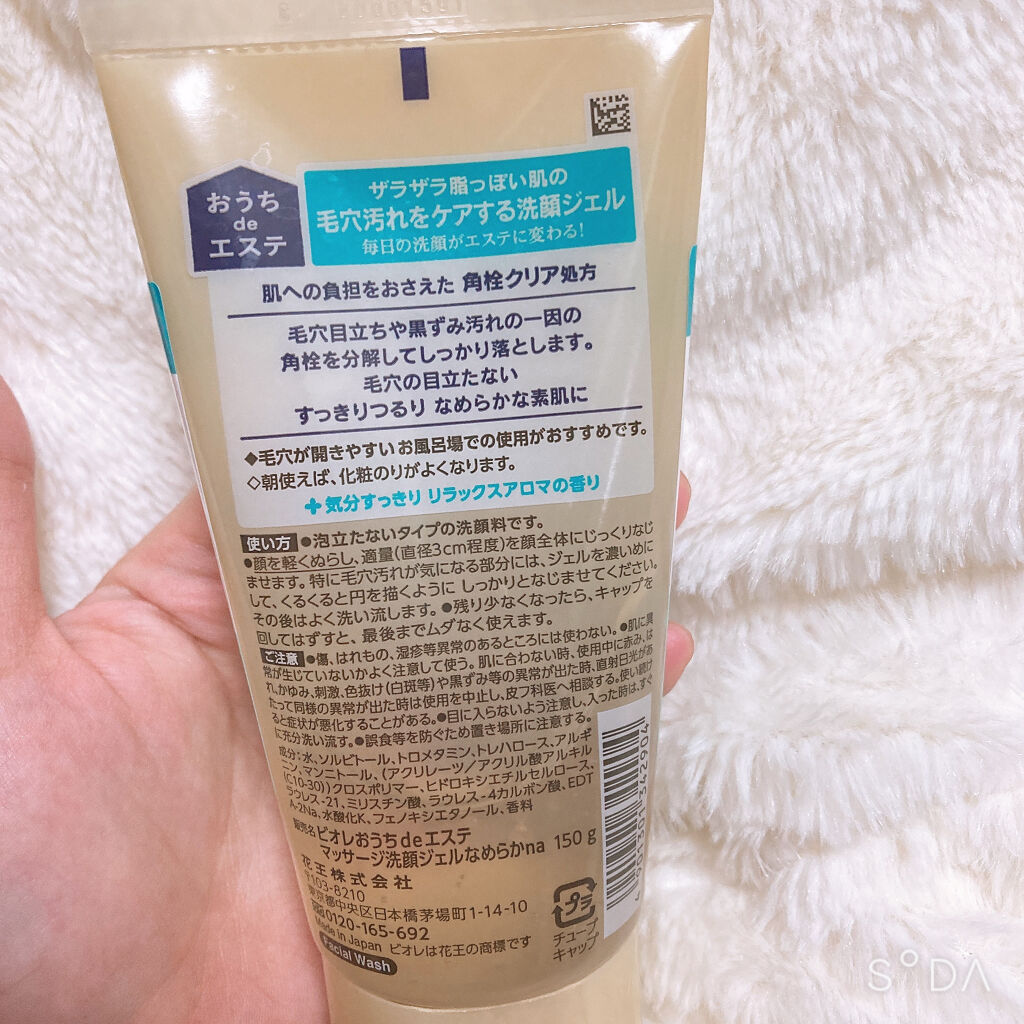 おうち
de
エステ
ザラザラ脂っぽい肌の
毛穴汚れをケアする洗顔ジェル
毎日の洗顔がエステに変わる!
肌への負担をおさえた 角栓クリア処方
毛穴目立ちや黒ずみ汚れの一因の
角栓を分解してしっかり落とします。
毛穴の目立たない
すっきりつるり なめらかな素肌に
◆毛穴が開きやすい お風呂場での使用がおすすめです。
◇朝使えば、化粧のりがよくなります。
+気分すっきり リラックスアロマの香り
使い方 ●泡立たないタイプの洗顔料です。
●顔を軽くぬらし、適量(直径3cm程度)を顔全体にじっくりなじ
ませます。特に毛穴汚れが気になる部分には、ジェルを濃いめに
して、くるくると円を描くように しっかりとなじませてください。
その後はよく洗い流します。●残り少なくなったら、キャップを
回してはずすと、最後までムダなく使えます。
ご注意 ●傷、はれもの、湿疹等異常のあるところには使わない。●肌に異
常が生じていないかよく注意して使う。肌に合わない時、使用中に赤み、は
れ、かゆみ、刺激、色抜け(白斑等)や黒ずみ等の異常が出た時、直射日光があ
たって同様の異常が出た時は使用を中止し、皮フ科医へ相談する。使い続け
ると症状が悪化することがある。●目に入らないよう注意し、入った時は、すぐ
に充分洗い流す。●誤食等を防ぐため置き場所に注意する。
成分:水、ソルビトール、トロメタミン、トレハロース、アルギ
ニン、マンニトール、(アクリレーツ/アクリル酸アルキル
(C10-30))クロスポリマー、ヒドロキシエチルセルロース、
ラウレス-21、ミリスチン酸、ラウレス-4カルボン酸、EDT
A-2Na、水酸化K、フェノキシエタノール、香料
販売名 ビオレおうちdeエステ
マッサージ洗顔ジェルなめらかna 150 g
花王株式会社
〒103-8210
東京都中央区日本橋茅場町1-14-10
0120-165-692
Made in Japan ビオレは花王の商標です
Facial Wash
プラ
チューブ
キャップ
4 901301 342904
SODA